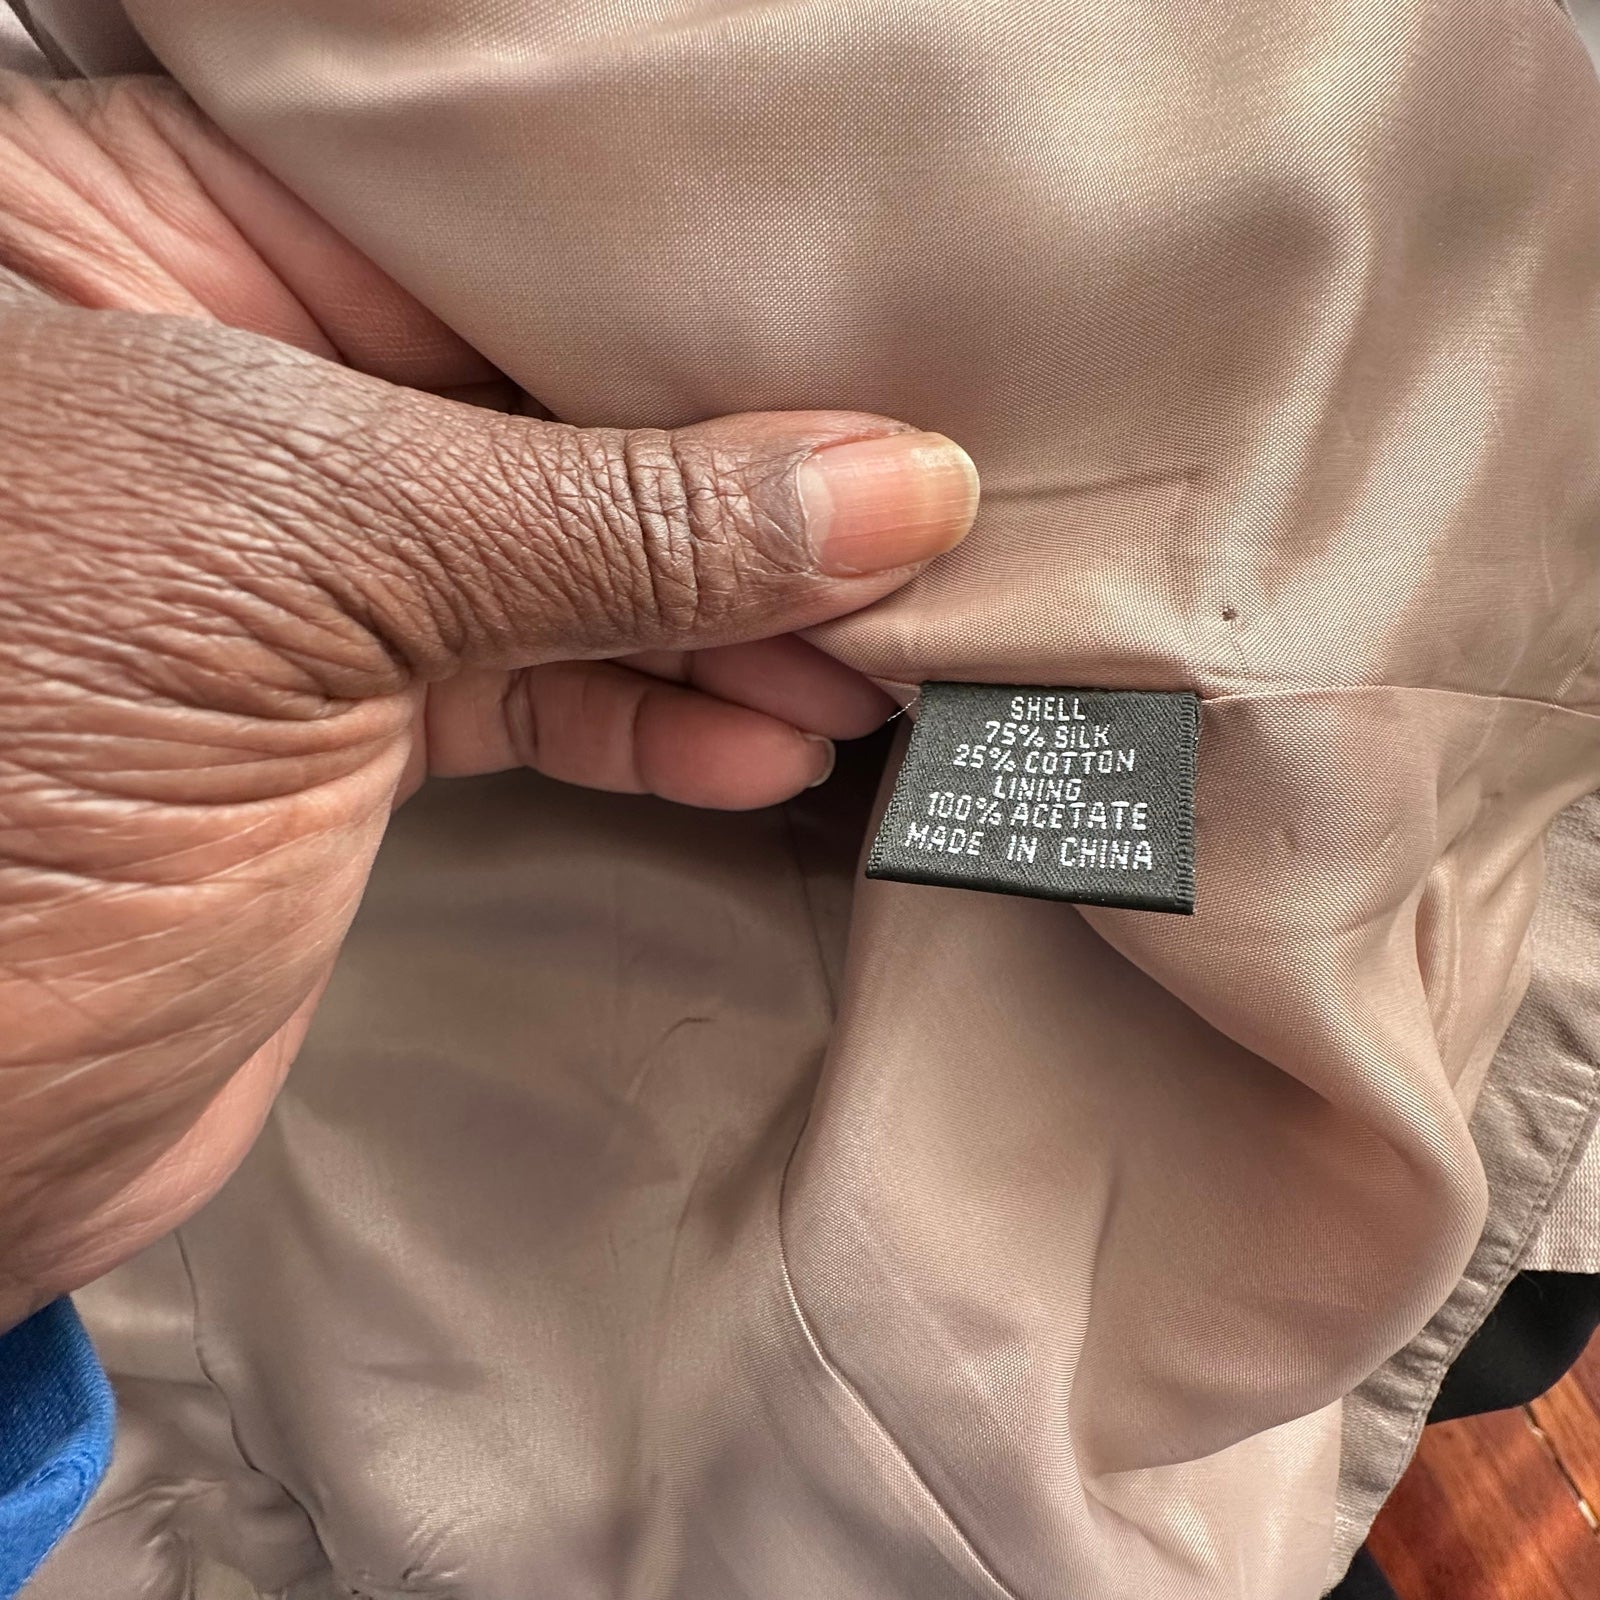 SHELL
75% SILK
25% COTTON
LINING
100% ACETATE
MADE IN CHINA